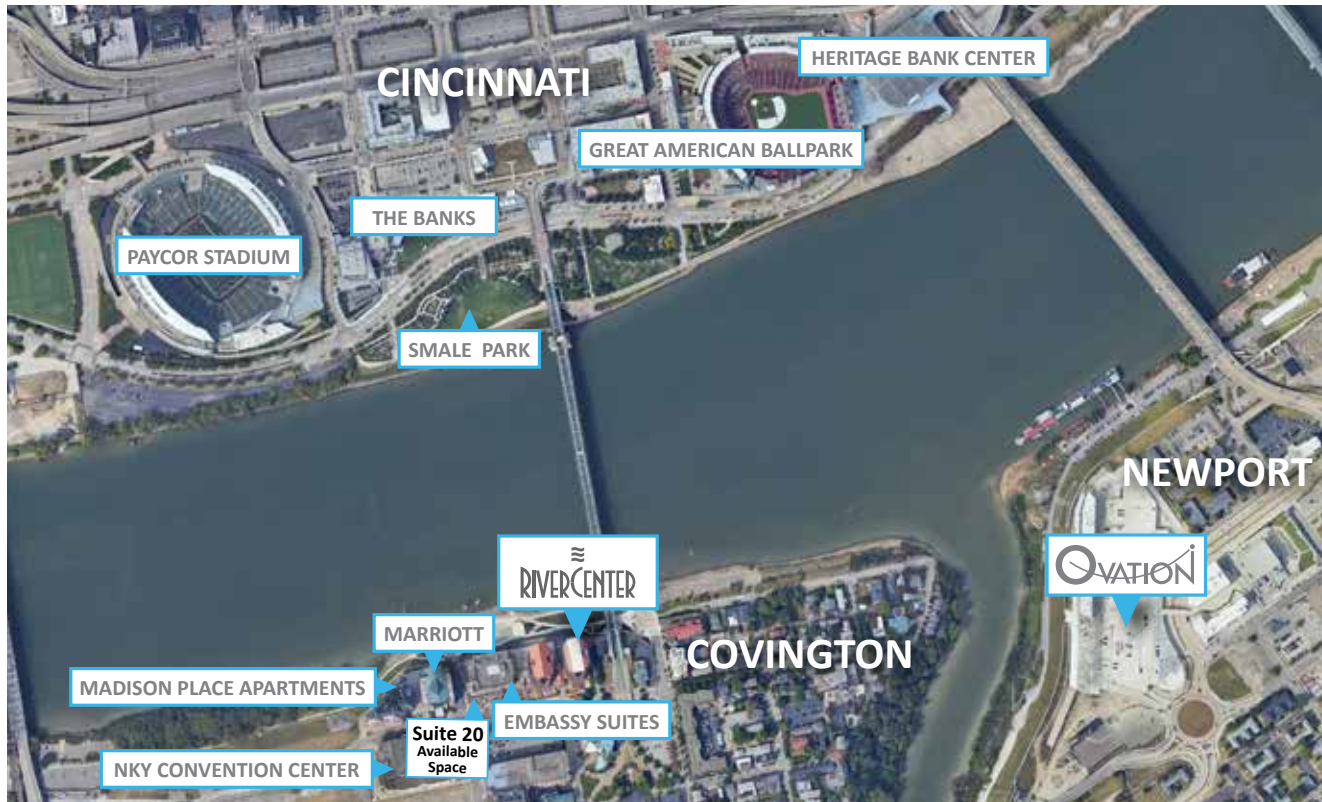 HERITAGE BANK CENTER
CINCINNATI
GREAT AMERICAN BALLPARK
THE BANKS
PAYCOR STADIUM
SMALE PARK
NEWPORT
RIVERCENTER
OVATION
MARRIOTT
COVINGTON
MADISON PLACE APARTMENTS
EMBASSY SUITES
Suite 20
Available
Space
NKY CONVENTION CENTER